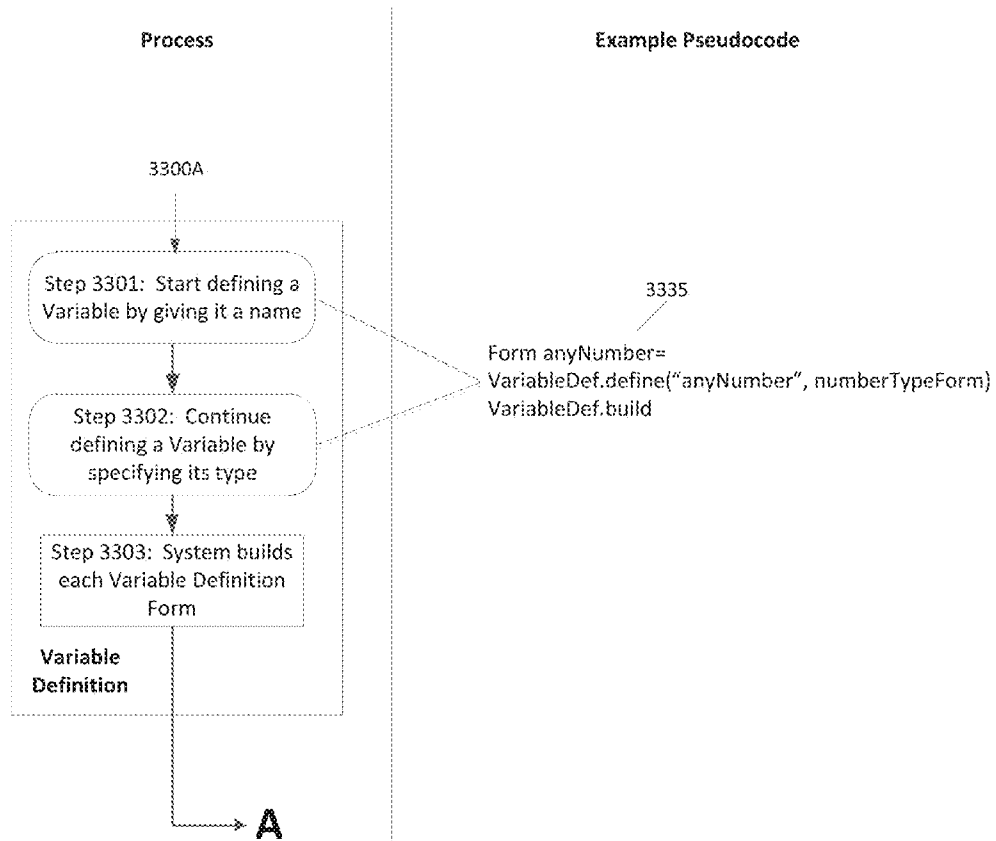 Process
Example Pseudocode
3300A
Step 3301: Start defining a
Variable by giving it a name
Step 3302: Continue
defining a Variable by
specifying its type
Step 3303: System builds
each Variable Definition
Form
Variable
Definition
A
3335
Form anyNumber=
VariableDef.define(“anyNumber”, numberTypeForm)
VariableDef.build